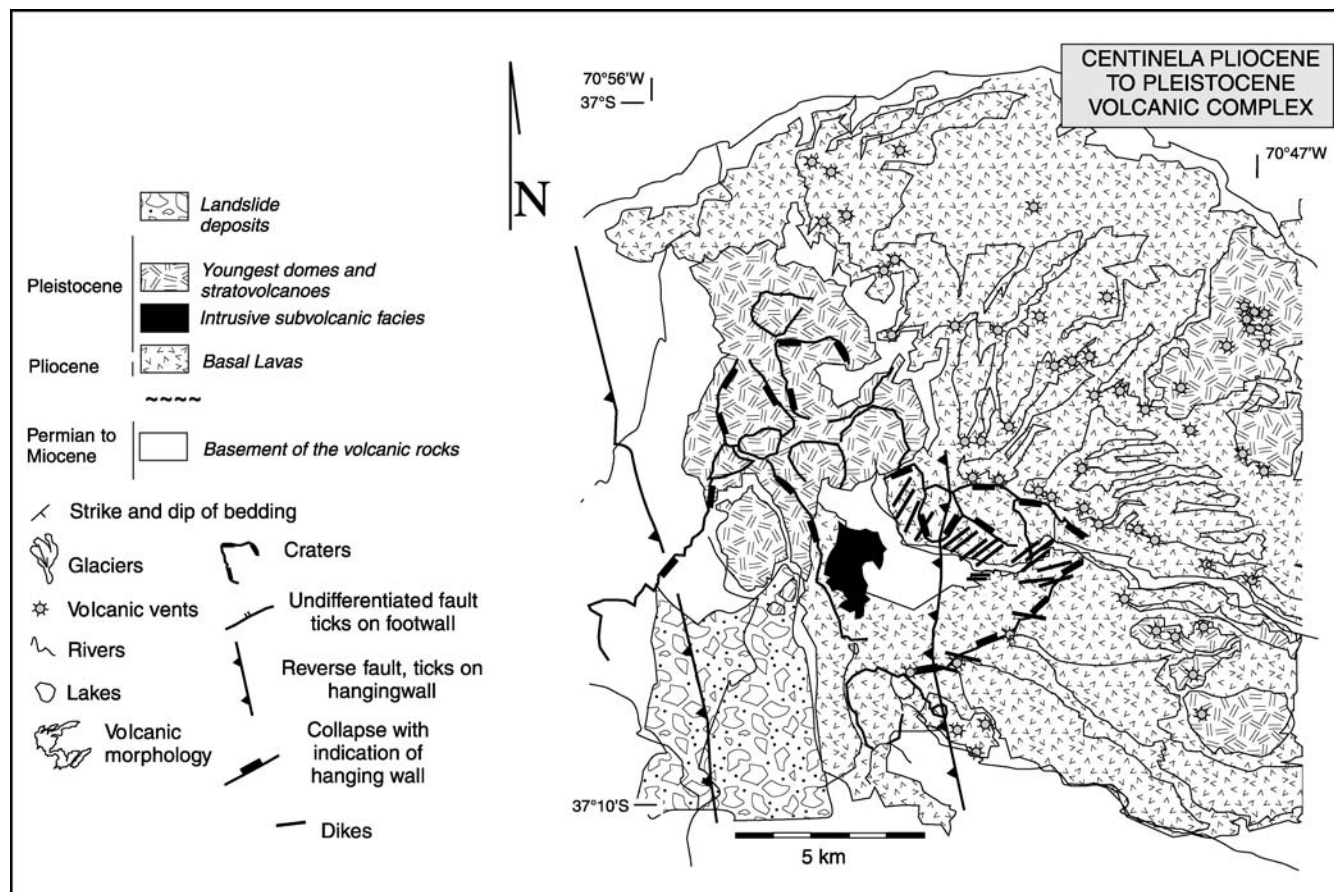 CENTINELA PLIOCENE
TO PLEISTOCENE
VOLCANIC COMPLEX
70°56'W
37°S
70°47'W
N
Landslide
deposits
Pleistocene
Youngest domes and
stratovolcanoes
Intrusive subvolcanic facies
Pliocene
Basal Lavas
~~~~
Permian to
Miocene
Basement of the volcanic rocks
Strike and dip of bedding
Glaciers
Craters
Volcanic vents
Undifferentiated fault
ticks on footwall
Rivers
Reverse fault, ticks on
hangingwall
Lakes
Volcanic
morphology
Collapse with
indication of
hanging wall
Dikes
37°10'S
5 km